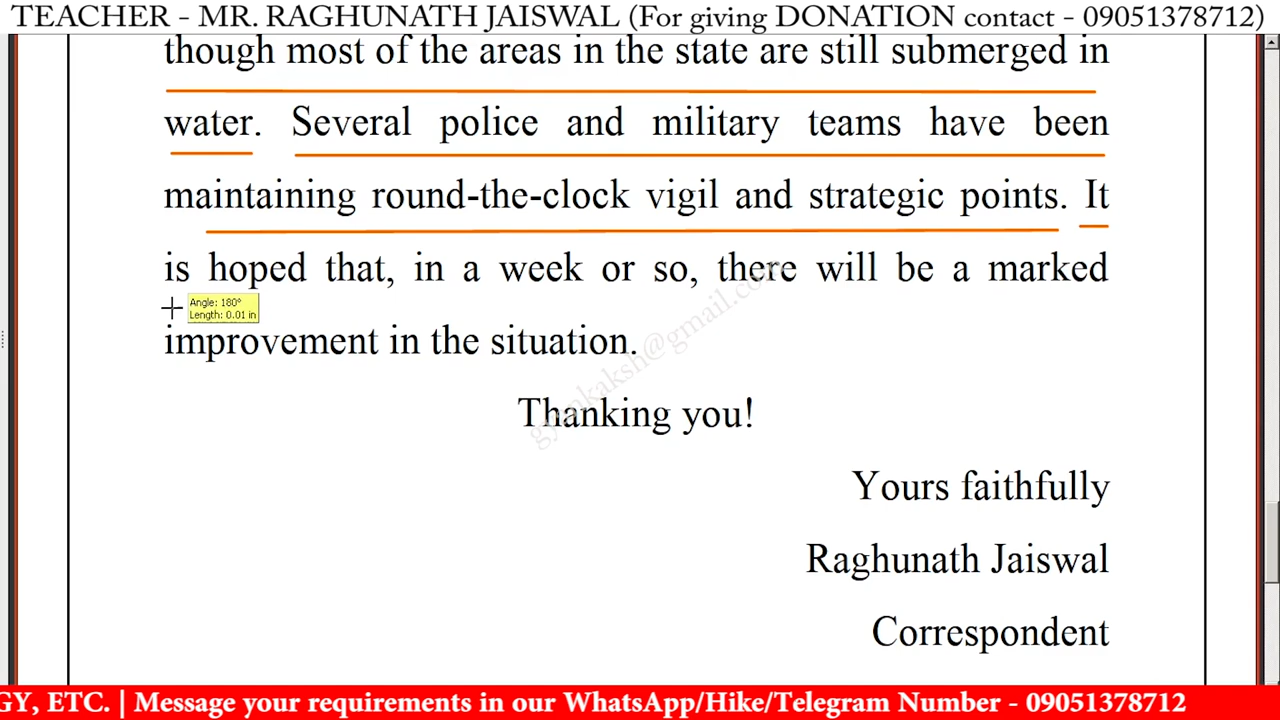 TEACHER - MR. RAGHUNATH JAISWAL (For giving DONATION contact - 09051378712)
though most of the areas in the state are still submerged in
water. Several police and military teams have been
maintaining round-the-clock vigil and strategic points. It
is hoped that, in a week or so, there will be a marked
Angle: 180°
Length: 0.01 in
improvement in the situation.
gyankaksh@gmail.com
Thanking you!
Yours faithfully
Raghunath Jaiswal
Correspondent
GY, ETC. | Message your requirements in our WhatsApp/Hike/Telegram Number - 09051378712